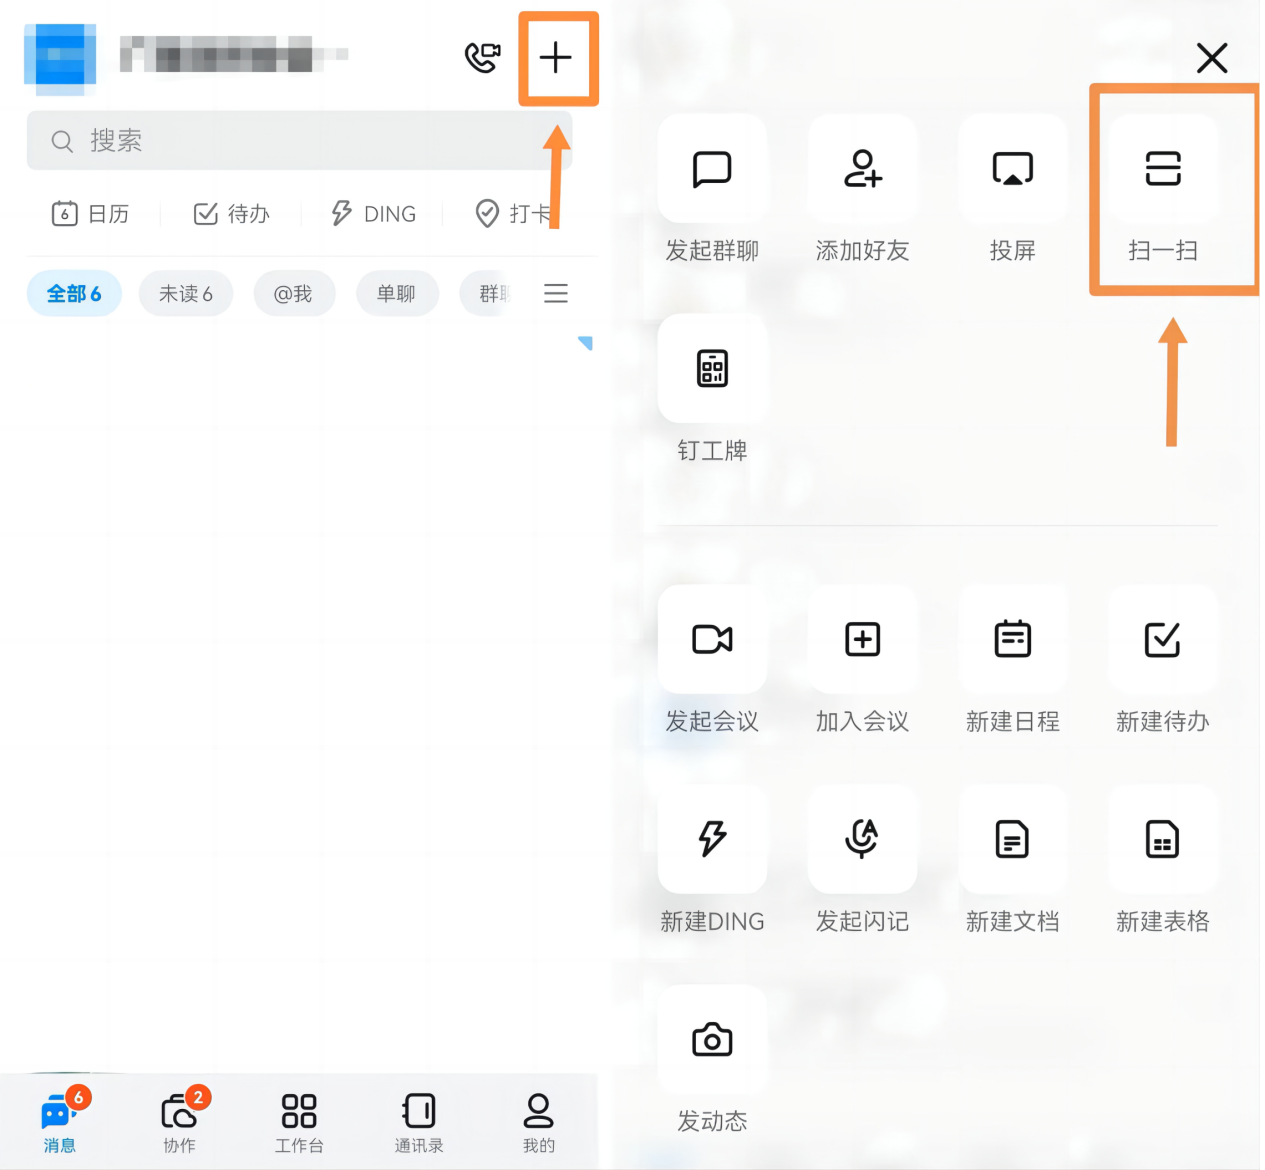 搜索
6 日历
待办
DING
打卡
全部 6
未读 6
@我
单聊
群
6
消息
2
协作
工作台
通讯录
我的
发起群聊
添加好友
投屏
扫一扫
钉工牌
发起会议
加入会议
新建日程
新建待办
新建DING
发起闪记
新建文档
新建表格
发动态